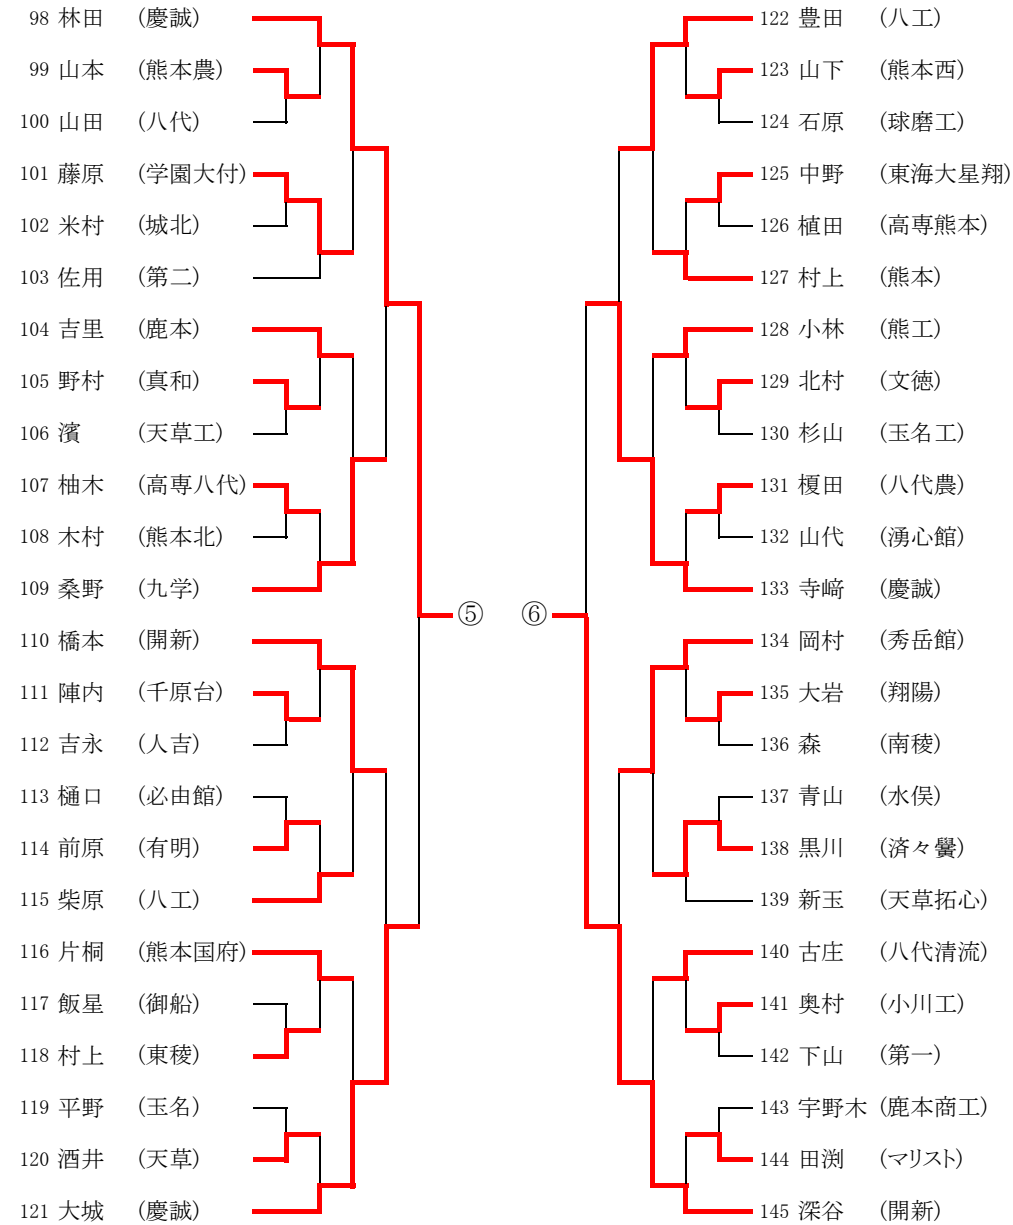 98 林田 (慶誠)
99 山本 (熊本農)
100 山田 (八代)
101 藤原 (学園大付)
102 米村 (城北)
103 佐用 (第二)
104 吉里 (鹿本)
105 野村 (真和)
106 濱 (天草工)
107 柚木 (高専八代)
108 木村 (熊本北)
109 桑野 (九学)
110 橋本 (開新)
111 陣内 (千原台)
112 吉永 (人吉)
113 樋口 (必由館)
114 前原 (有明)
115 柴原 (八工)
116 片桐 (熊本国府)
117 飯星 (御船)
118 村上 (東稜)
119 平野 (玉名)
120 酒井 (天草)
121 大城 (慶誠)
⑤
⑥
122 豊田 (八工)
123 山下 (熊本西)
124 石原 (球磨工)
125 中野 (東海大星翔)
126 植田 (高専熊本)
127 村上 (熊本)
128 小林 (熊工)
129 北村 (文徳)
130 杉山 (玉名工)
131 榎田 (八代農)
132 山代 (湧心館)
133 寺﨑 (慶誠)
134 岡村 (秀岳館)
135 大岩 (翔陽)
136 森 (南稜)
137 青山 (水俣)
138 黒川 (済々黌)
139 新玉 (天草拓心)
140 古庄 (八代清流)
141 奥村 (小川工)
142 下山 (第一)
143 宇野木 (鹿本商工)
144 田渕 (マリスト)
145 深谷 (開新)